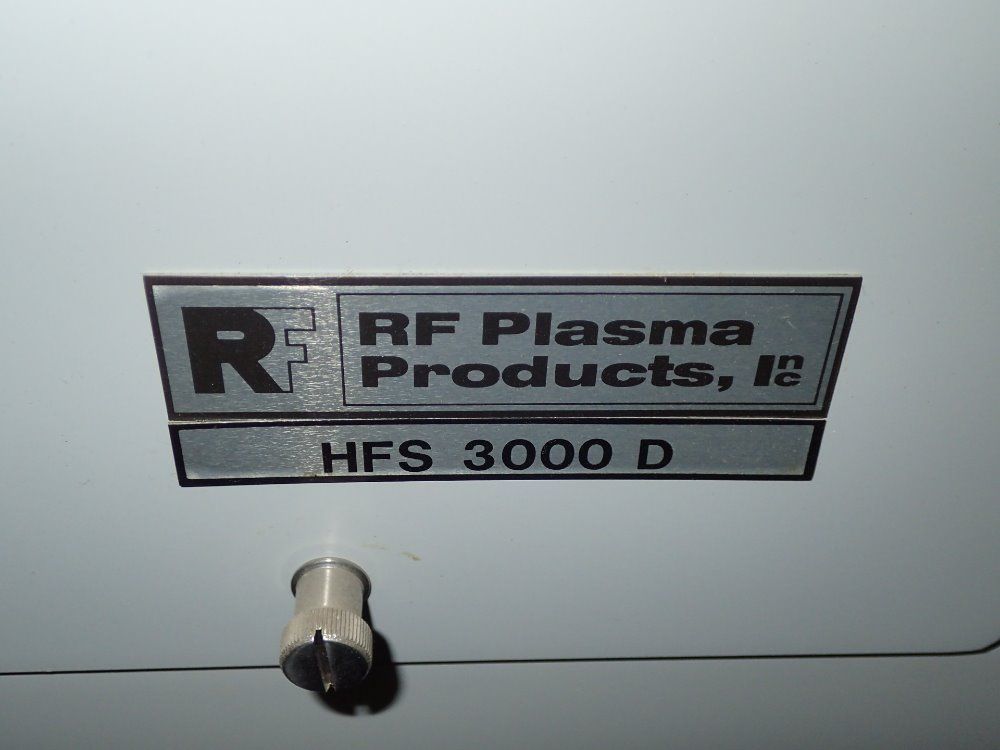 RF
RF Plasma
Products, Inc
HFS 3000 D